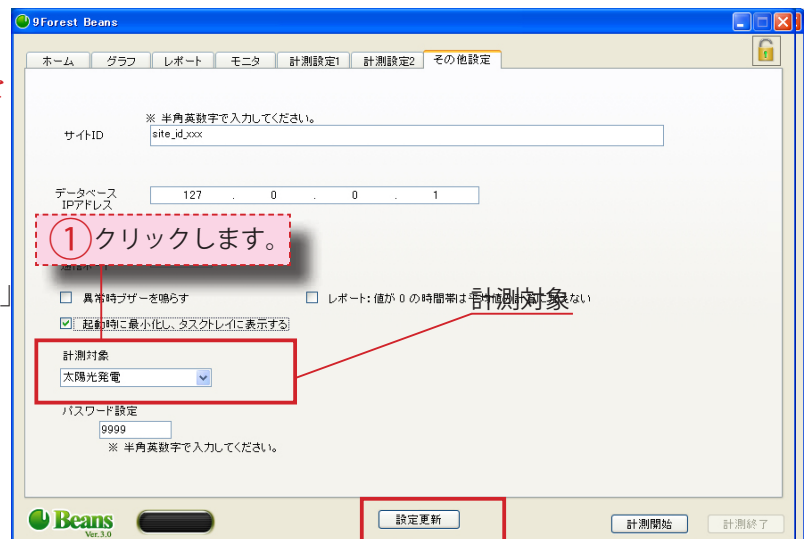 9Forest Beans
ホーム グラフ レポート モニタ 計測設定1 計測設定2 その他設定
※ 半角英数字で入力してください。
サイトID site_id_xxx
データベース
IPアドレス 127 . 0 . 0 . 1
①クリックします。
」
異常時ブザーを鳴らす レポート: 値が 0 の時間帯は
計測対象
起動時に最小化し、タスクトレイに表示する
計測対象
太陽光発電
パスワード設定
9999
※ 半角英数字で入力してください。
Beans
Ver.3.0
設定更新 計測開始 計測終了